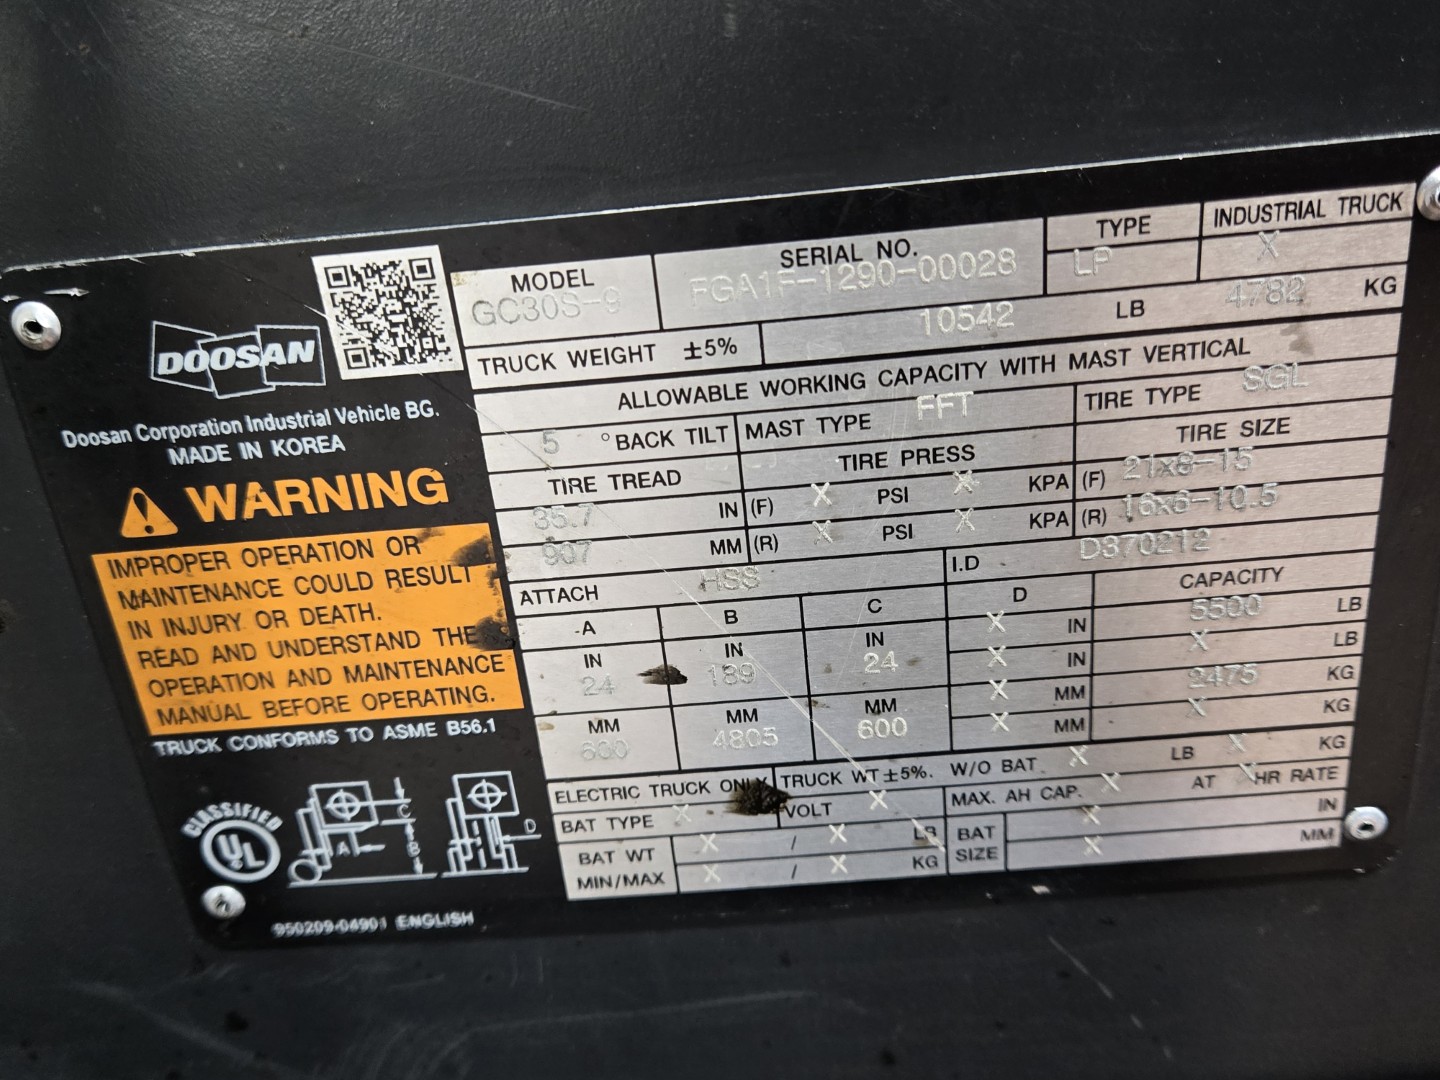 DOOSAN
Doosan Corporation Industrial Vehicle BG.
MADE IN KOREA
WARNING
IMPROPER OPERATION OR
MAINTENANCE COULD RESULT
IN INJURY OR DEATH.
READ AND UNDERSTAND THE
OPERATION AND MAINTENANCE
MANUAL BEFORE OPERATING.
TRUCK CONFORMS TO ASME B56.1
CLASSIFIED
UL
A C B D
950209-04901 ENGLISH
MODEL SERIAL NO. TYPE INDUSTRIAL TRUCK
GC30S-9 FGA1F-1290-00028 LP X
TRUCK WEIGHT ±5% 10542 LB 4782 KG
ALLOWABLE WORKING CAPACITY WITH MAST VERTICAL
5 °BACK TILT MAST TYPE FFT TIRE TYPE SGL
TIRE TREAD TIRE PRESS TIRE SIZE
35.7 IN (F) X PSI X KPA (F) 21x8-15
907 MM (R) X PSI X KPA (R) 16x6-10.5
ATTACH HSS I.D D370212
A B C D CAPACITY
IN IN IN X IN 5500 LB
24 189 24 X IN X LB
MM MM MM X MM 2475 KG
600 4805 600 X MM X KG
ELECTRIC TRUCK ONLY TRUCK WT ±5%. W/O BAT. X LB X KG
BAT TYPE X VOLT X MAX. AH CAP. X AT X HR RATE
BAT WT X / X LB BAT X IN
MIN/MAX X / X KG SIZE X MM